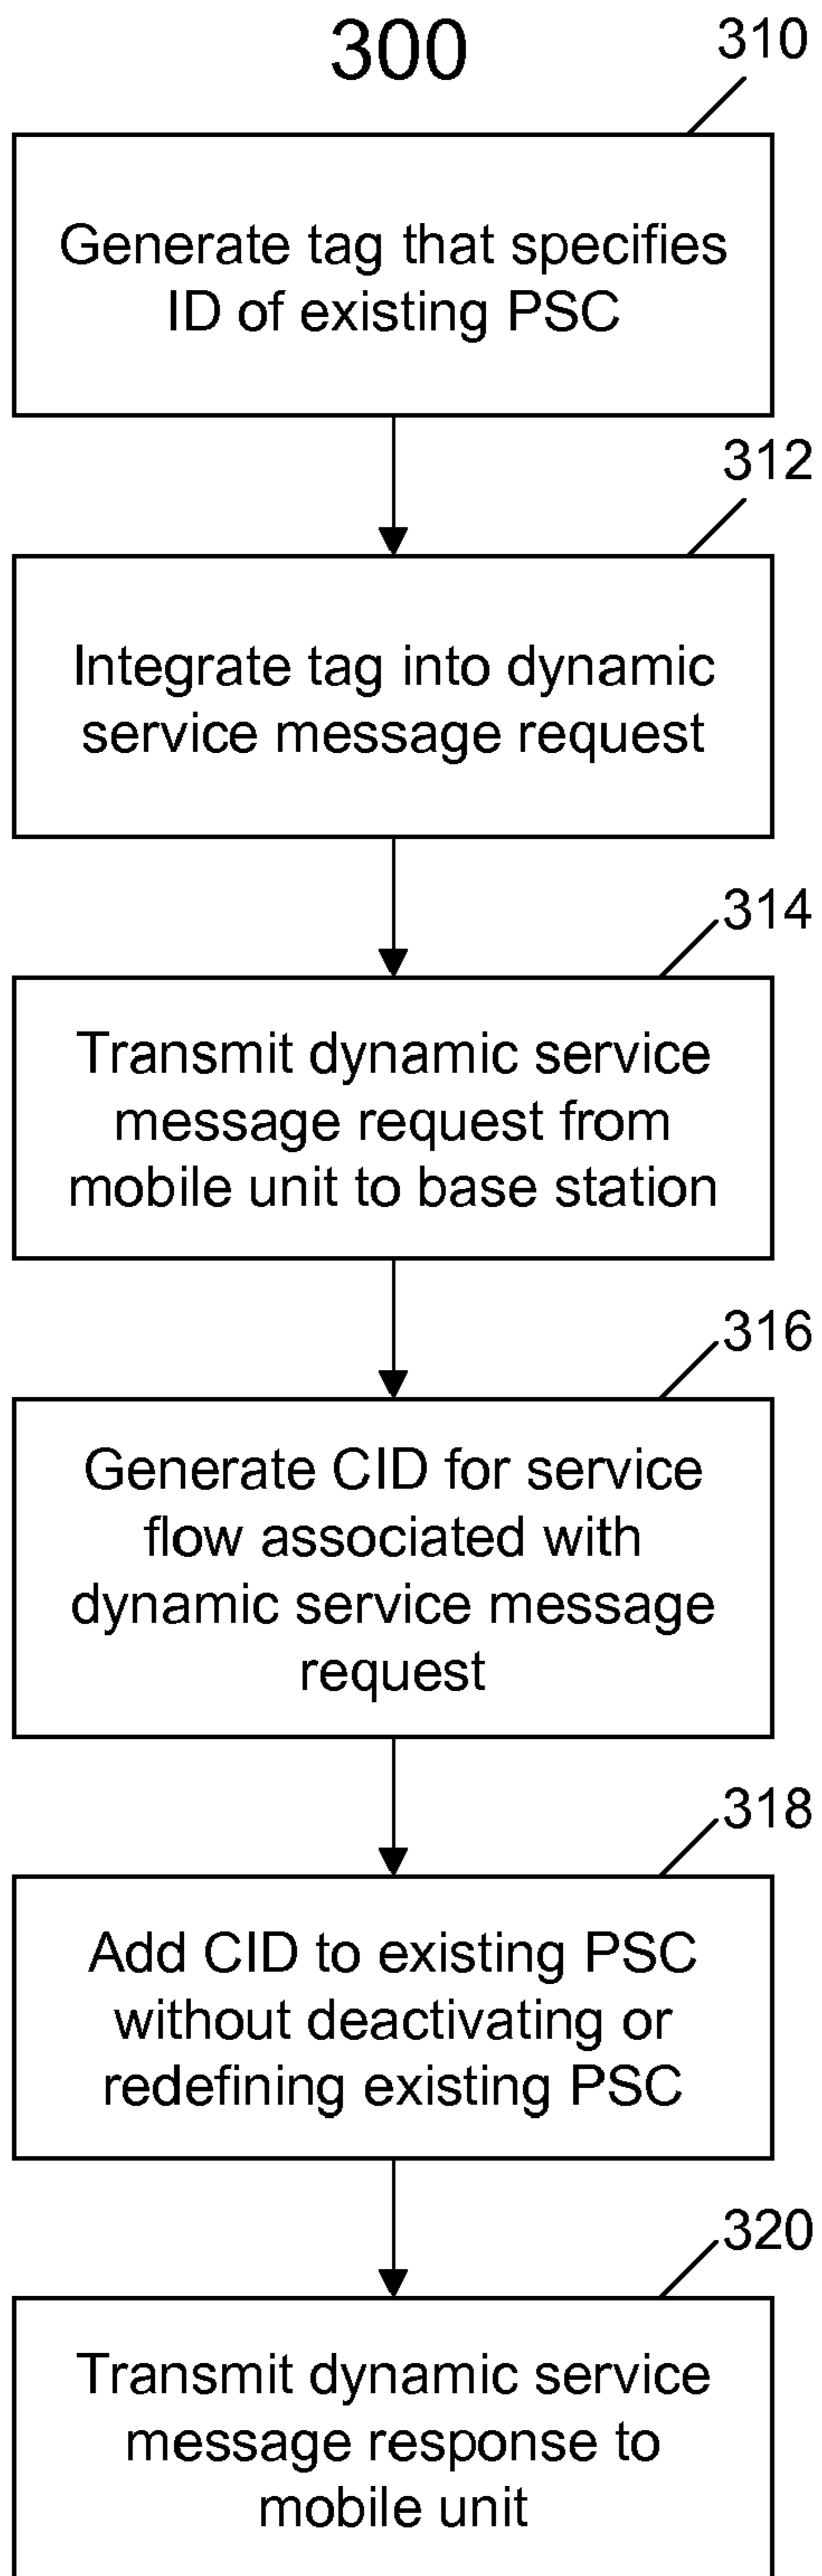 300
310
Generate tag that specifies
ID of existing PSC
312
Integrate tag into dynamic
service message request
314
Transmit dynamic service
message request from
mobile unit to base station
316
Generate CID for service
flow associated with
dynamic service message
request
318
Add CID to existing PSC
without deactivating or
redefining existing PSC
320
Transmit dynamic service
message response to
mobile unit